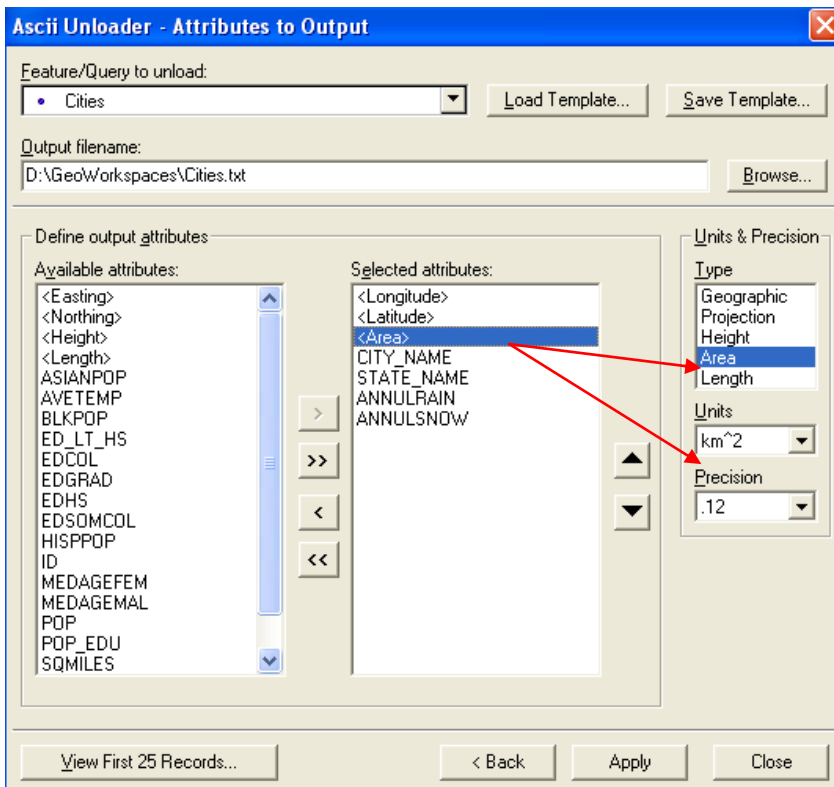 Ascii Unloader - Attributes to Output
Feature/Query to unload:
Cities
Load Template...
Save Template...
Output filename:
D:\GeoWorkspaces\Cities.txt
Browse...
Define output attributes
Available attributes:
<Easting>
<Northing>
<Height>
<Length>
ASIANPOP
AVETEMP
BLKPOP
ED_LT_HS
EDCOL
EDGRAD
EDHS
EDSOMCOL
HISPPOP
ID
MEDAGEFEM
MEDAGEMAL
POP
POP_EDU
SQMILES
>
>>
<
<<
Selected attributes:
<Longitude>
<Latitude>
<Area>
CITY_NAME
STATE_NAME
ANNULRAIN
ANNULSNOW
Units & Precision
Type
Geographic
Projection
Height
Area
Length
Units
km^2
Precision
.12
View First 25 Records...
< Back
Apply
Close